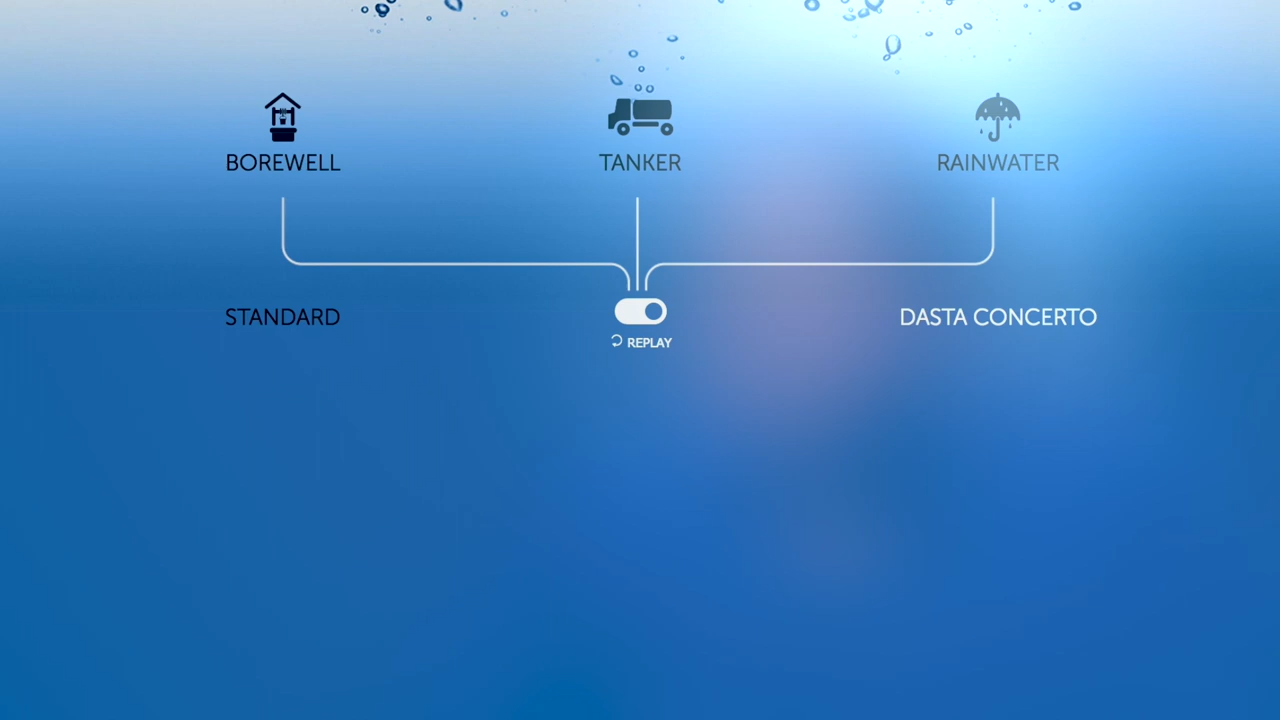 BOREWELL
TANKER
RAINWATER
STANDARD
DASTA CONCERTO
REPLAY